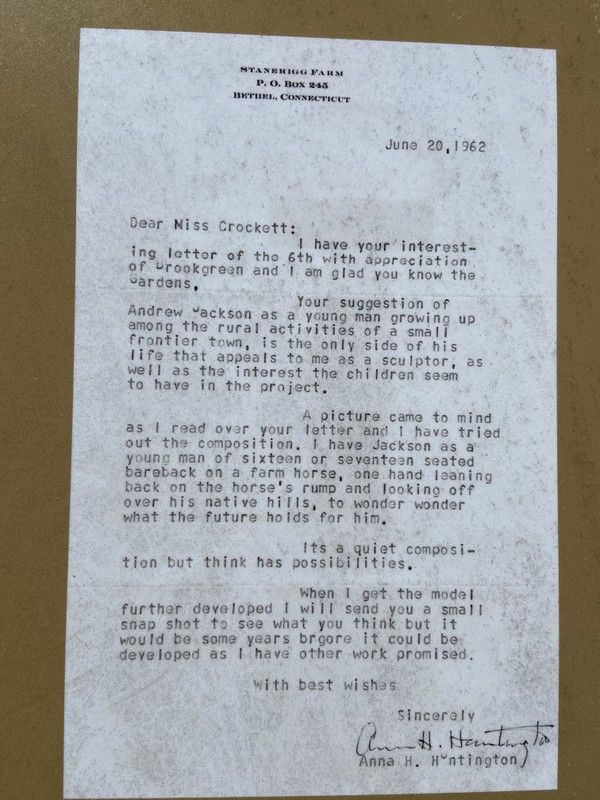 STANERIGG FARM
P. O. BOX 245
BETHEL, CONNECTICUT
June 20,1962
Dear Miss Crockett:
I have your interest-
ing letter of the 6th with appreciation
of Brookgreen and I am glad you know the
Gardens.
Your suggestion of
Andrew Jackson as a young man growing up
among the rural activities of a small
frontier town, is the only side of his
life that appeals to me as a sculptor, as
well as the interest the children seem
to have in the project.
A picture came to mind
as I read over your letter and I have tried
out the composition. I have Jackson as a
young man of sixteen or seventeen seated
bareback on a farm horse, one hand leaning
back on the horse's rump and looking off
over his native hills, to wonder wonder
what the future holds for him.
Its a quiet composi-
tion but think has possibilities.
When I get the model
further developed I will send you a small
snap shot to see what you think but it
would be some years brgore it could be
developed as I have other work promised.
With best wishes
Sincerely
Anna H. Huntington
Anna H. Huntington